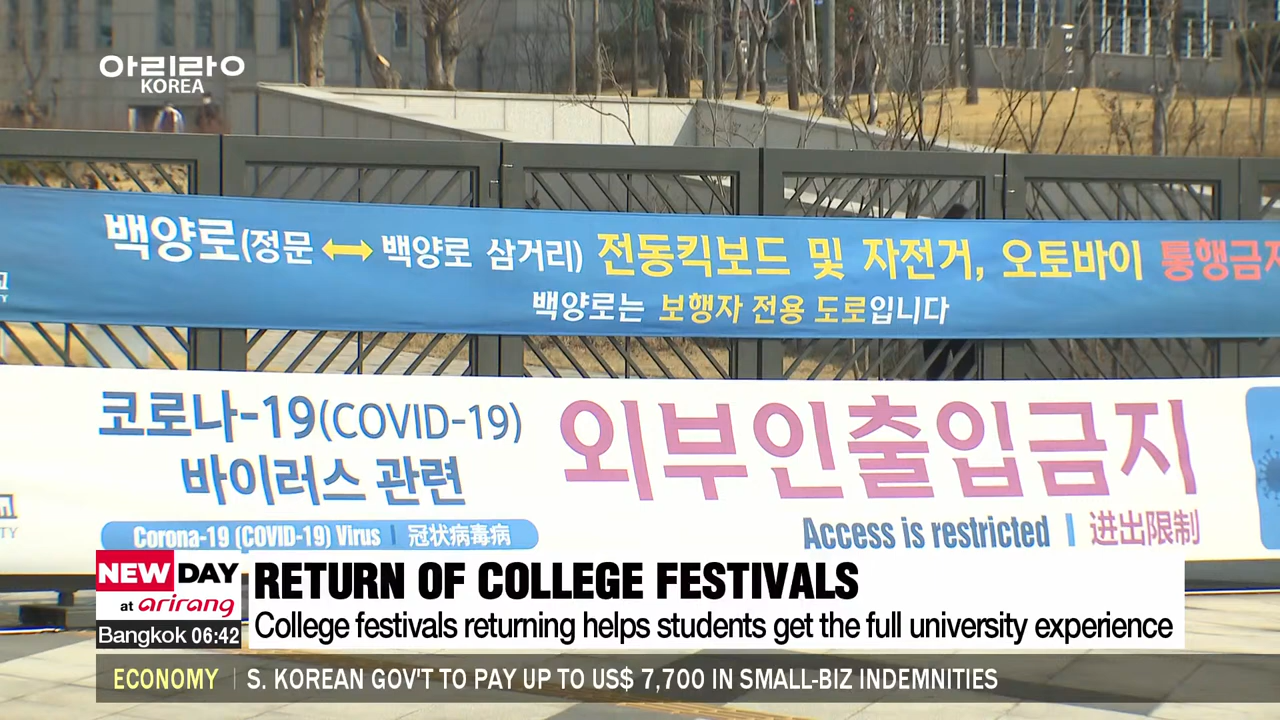 아리랑
KOREA
백양로(정문 ↔ 백양로 삼거리) 전동킥보드 및 자전거, 오토바이 통행금지
백양로는 보행자 전용 도로입니다
코로나-19(COVID-19)
바이러스 관련
외부인출입금지
Corona-19 (COVID-19) Virus | 冠状病毒病
Access is restricted | 进出限制
NEW DAY
at arirang
Bangkok 06:42
RETURN OF COLLEGE FESTIVALS
College festivals returning helps students get the full university experience
ECONOMY | S. KOREAN GOV'T TO PAY UP TO US$ 7,700 IN SMALL-BIZ INDEMNITIES